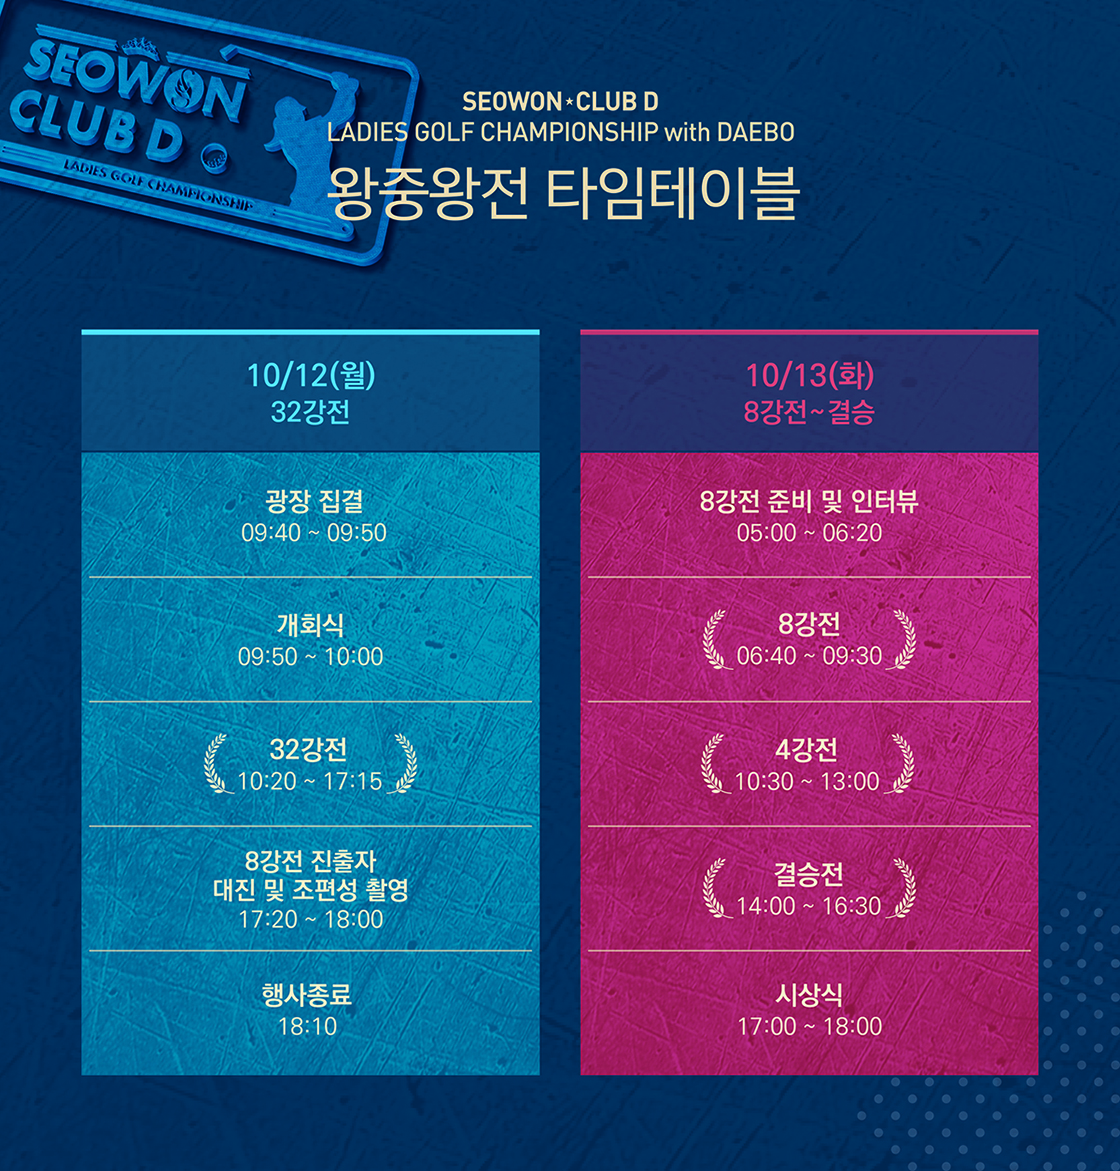 SEOWON
CLUB D
LADIES GOLF CHAMPIONSHIP
SEOWON★CLUB D
LADIES GOLF CHAMPIONSHIP with DAEBO
왕중왕전 타임테이블
10/12(월)
32강전
광장 집결
09:40 ~ 09:50
개회식
09:50 ~ 10:00
32강전
10:20 ~ 17:15
8강전 진출자
대진 및 조편성 촬영
17:20 ~ 18:00
행사종료
18:10
10/13(화)
8강전~결승
8강전 준비 및 인터뷰
05:00 ~ 06:20
8강전
06:40 ~ 09:30
4강전
10:30 ~ 13:00
결승전
14:00 ~ 16:30
시상식
17:00 ~ 18:00